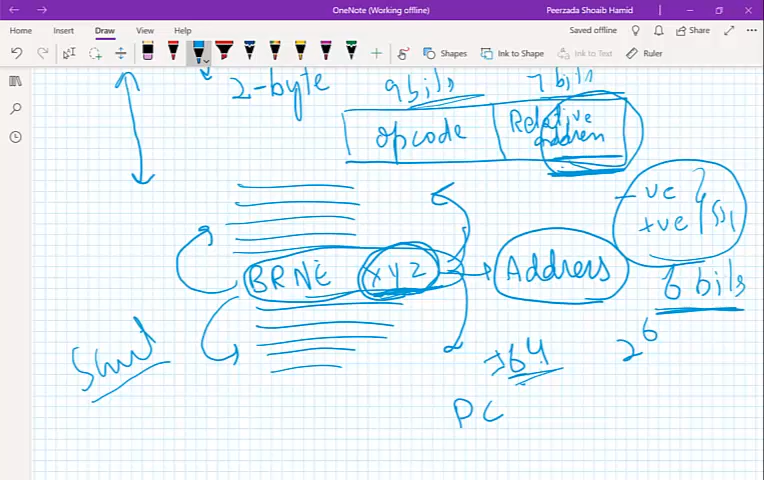 OneNote (Working offline)
Peerzada Shoaib Hamid
Home Insert Draw View Help
Saved offline Share
Shapes Ink to Shape Ink to Text Ruler
2-byte 9 bits 7 bits
opcode Relative
address
-ve
+ve
BRNE XYZ Address
6 bits
2^6
64
PC